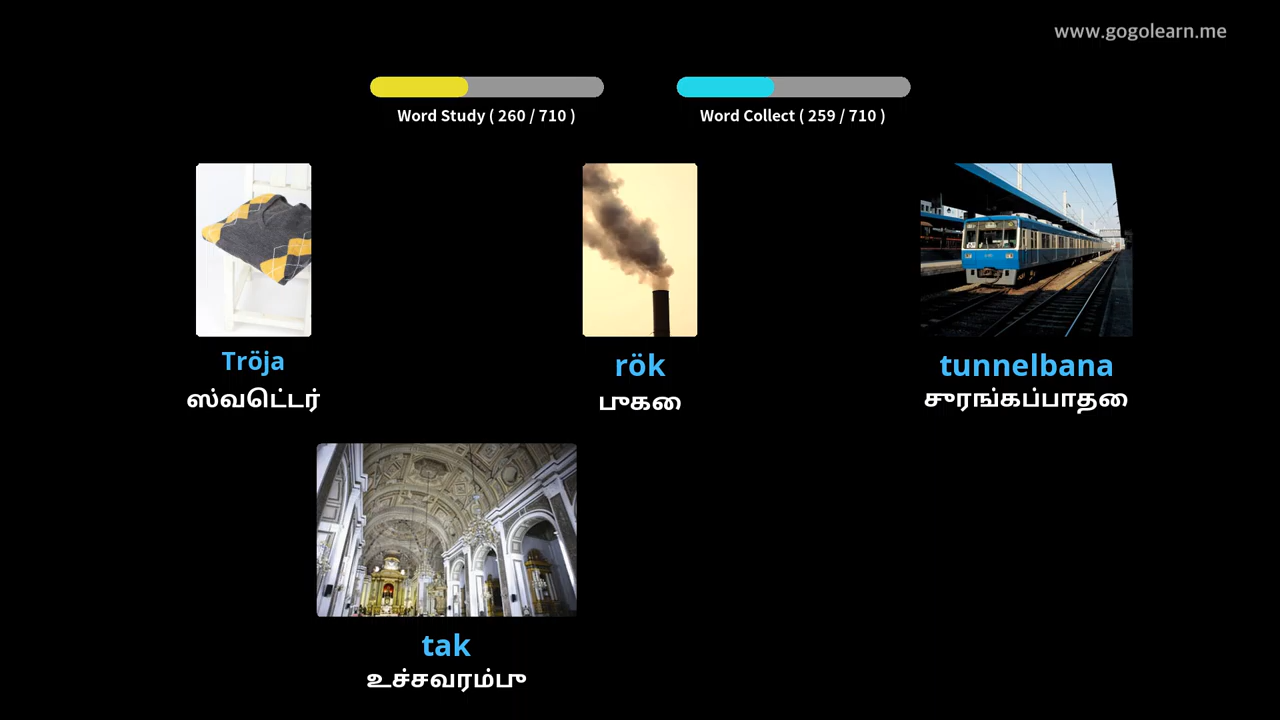 www.gogolearn.me
Word Study ( 260 / 710 )
Word Collect ( 259 / 710 )
Tröja
rök
tunnelbana
ஸ்வெட்டர்
புகை
சுரங்கப்பாதை
tak
உச்சவரம்பு